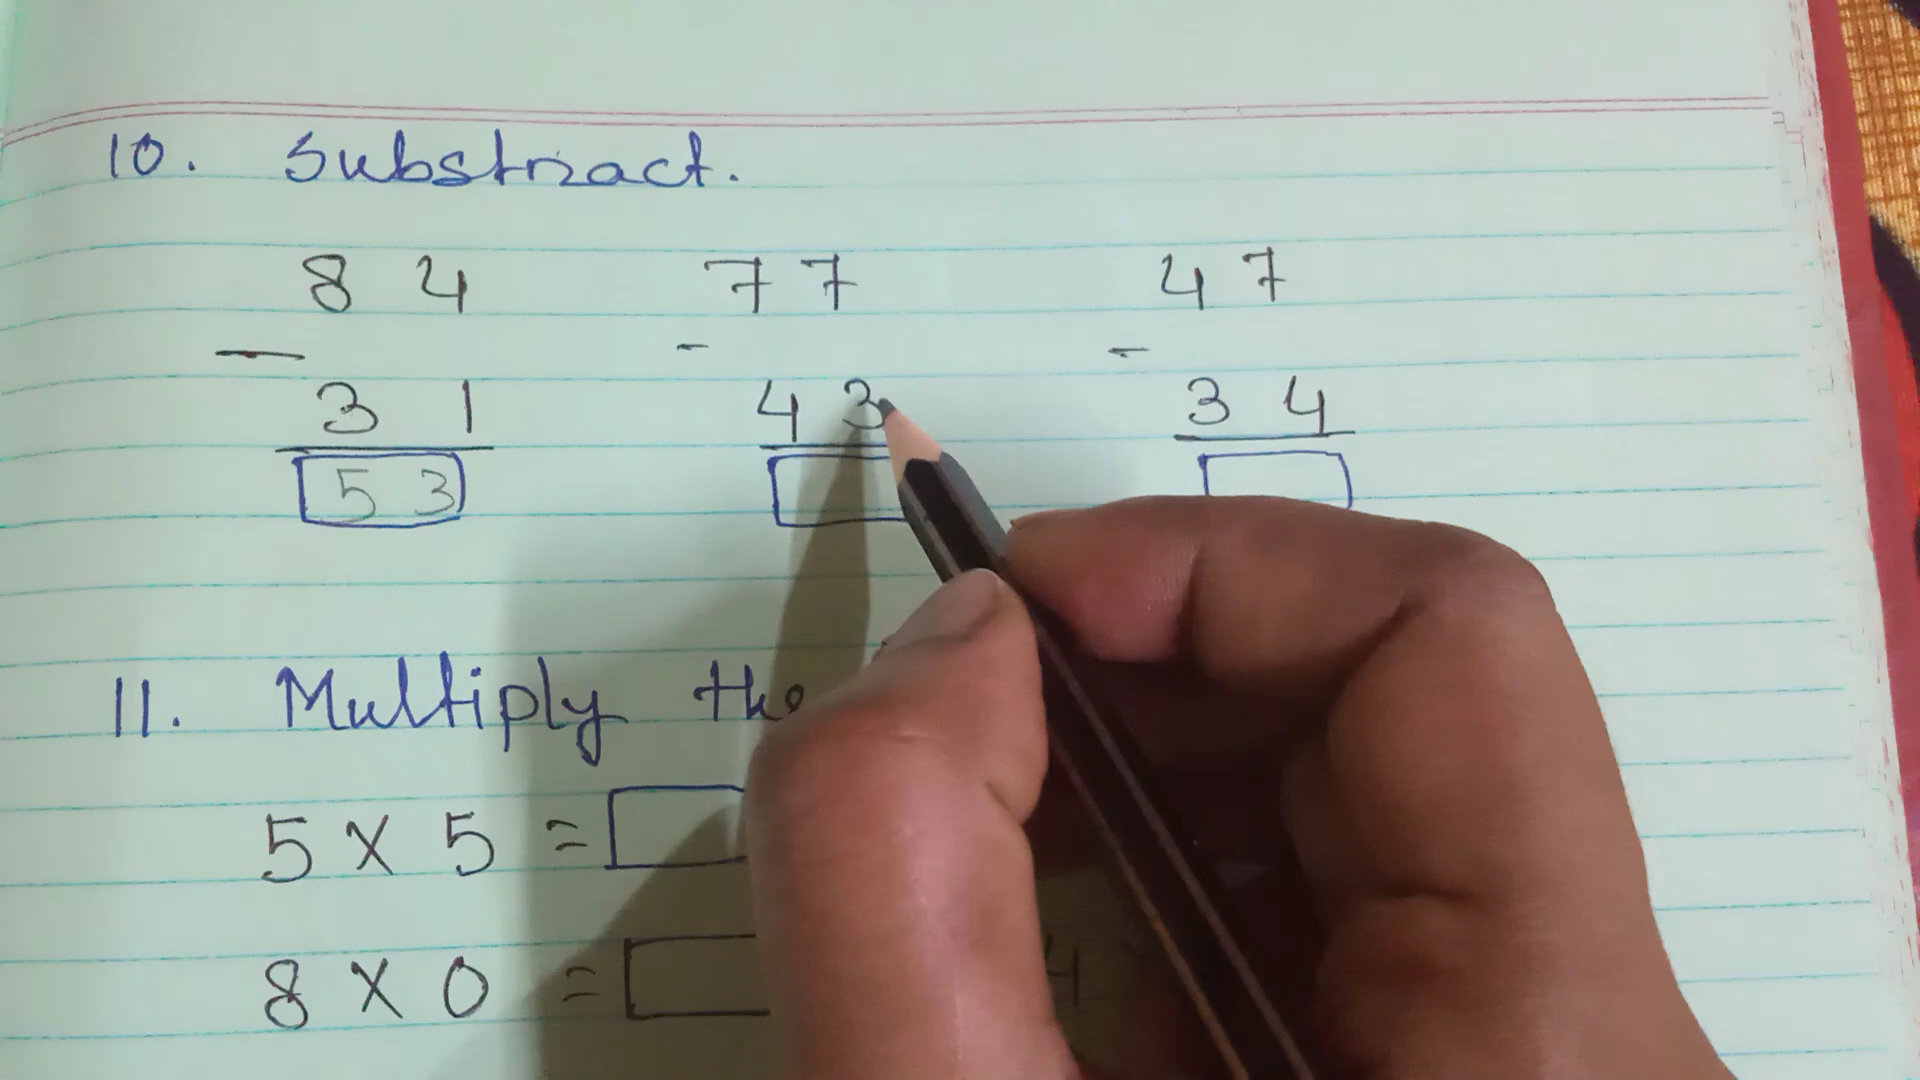 10. Substract.
8 4 7 7 4 7
- - -
3 1 4 3 3 4
5 3
11. Multiply the
5 X 5 =
8 X 0 = 4